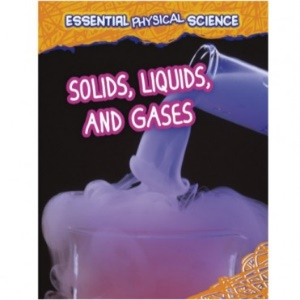 ESSENTIAL PHYSICAL SCIENCE
SOLIDS, LIQUIDS,
AND GASES